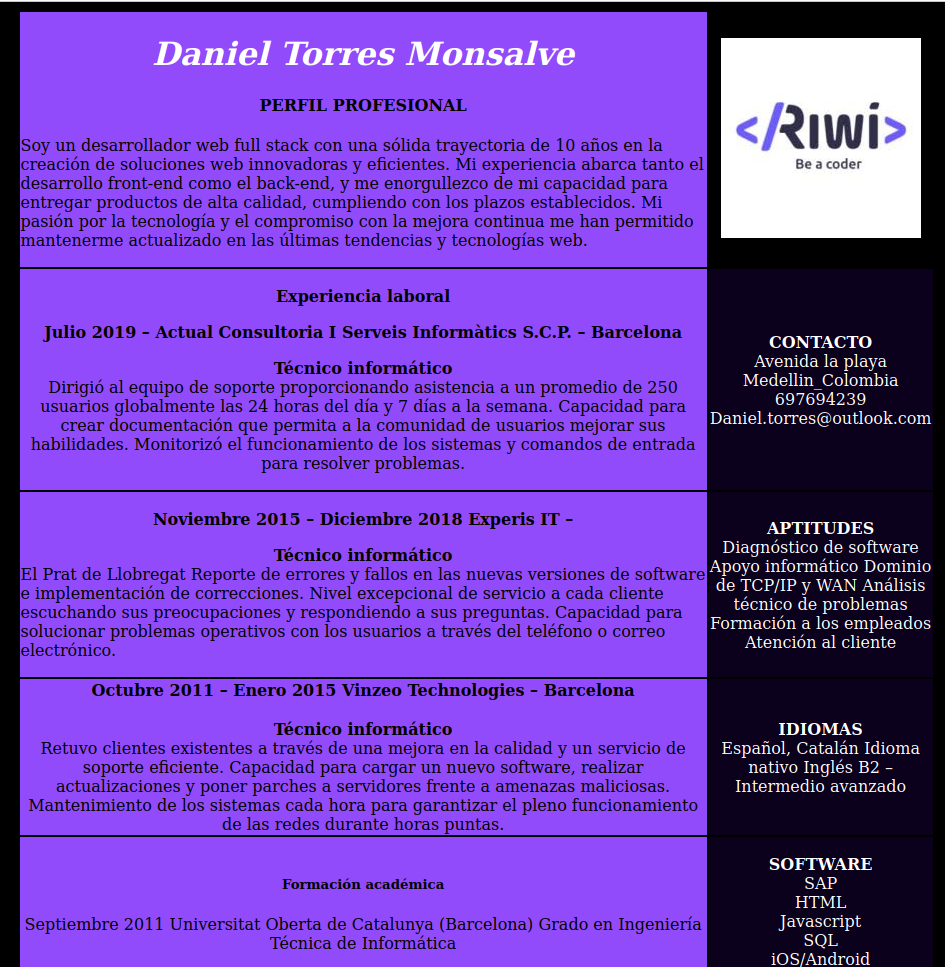 Daniel Torres Monsalve
PERFIL PROFESIONAL
Soy un desarrollador web full stack con una sólida trayectoria de 10 años en la
creación de soluciones web innovadoras y eficientes. Mi experiencia abarca tanto el
desarrollo front-end como el back-end, y me enorgullezco de mi capacidad para
entregar productos de alta calidad, cumpliendo con los plazos establecidos. Mi
pasión por la tecnología y el compromiso con la mejora continua me han permitido
mantenerme actualizado en las últimas tendencias y tecnologías web.
</RIWI>
Be a coder
Experiencia laboral
Julio 2019 – Actual Consultoria I Serveis Informàtics S.C.P. – Barcelona
Técnico informático
Dirigió al equipo de soporte proporcionando asistencia a un promedio de 250
usuarios globalmente las 24 horas del día y 7 días a la semana. Capacidad para
crear documentación que permita a la comunidad de usuarios mejorar sus
habilidades. Monitorizó el funcionamiento de los sistemas y comandos de entrada
para resolver problemas.
CONTACTO
Avenida la playa
Medellin_Colombia
697694239
Daniel.torres@outlook.com
Noviembre 2015 – Diciembre 2018 Experis IT –
Técnico informático
El Prat de Llobregat Reporte de errores y fallos en las nuevas versiones de software
e implementación de correcciones. Nivel excepcional de servicio a cada cliente
escuchando sus preocupaciones y respondiendo a sus preguntas. Capacidad para
solucionar problemas operativos con los usuarios a través del teléfono o correo
electrónico.
APTITUDES
Diagnóstico de software
Apoyo informático Dominio
de TCP/IP y WAN Análisis
técnico de problemas
Formación a los empleados
Atención al cliente
Octubre 2011 – Enero 2015 Vinzeo Technologies – Barcelona
Técnico informático
Retuvo clientes existentes a través de una mejora en la calidad y un servicio de
soporte eficiente. Capacidad para cargar un nuevo software, realizar
actualizaciones y poner parches a servidores frente a amenazas maliciosas.
Mantenimiento de los sistemas cada hora para garantizar el pleno funcionamiento
de las redes durante horas puntas.
IDIOMAS
Español, Catalán Idioma
nativo Inglés B2 –
Intermedio avanzado
Formación académica
Septiembre 2011 Universitat Oberta de Catalunya (Barcelona) Grado en Ingeniería
Técnica de Informática
SOFTWARE
SAP
HTML
Javascript
SQL
iOS/Android